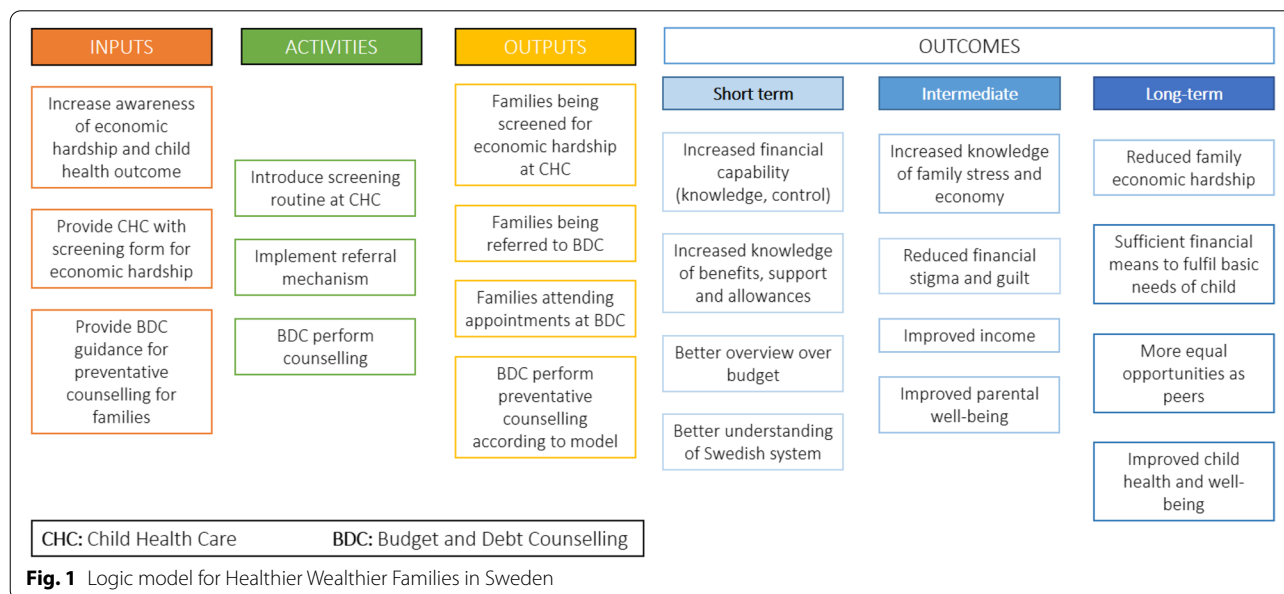 INPUTS
Increase awareness
of economic
hardship and child
health outcome
Provide CHC with
screening form for
economic hardship
Provide BDC
guidance for
preventative
counselling for
families
ACTIVITIES
Introduce screening
routine at CHC
Implement referral
mechanism
BDC perform
counselling
OUTPUTS
Families being
screened for
economic hardship
at CHC
Families being
referred to BDC
Families attending
appointments at BDC
BDC perform
preventative
counselling
according to model
OUTCOMES
Short term
Increased financial
capability
(knowledge, control)
Increased knowledge
of benefits, support
and allowances
Better overview over
budget
Better understanding
of Swedish system
Intermediate
Increased knowledge
of family stress and
economy
Reduced financial
stigma and guilt
Improved income
Improved parental
well-being
Long-term
Reduced family
economic hardship
Sufficient financial
means to fulfil basic
needs of child
More equal
opportunities as
peers
Improved child
health and well-
being
CHC: Child Health Care BDC: Budget and Debt Counselling
Fig. 1 Logic model for Healthier Wealthier Families in Sweden